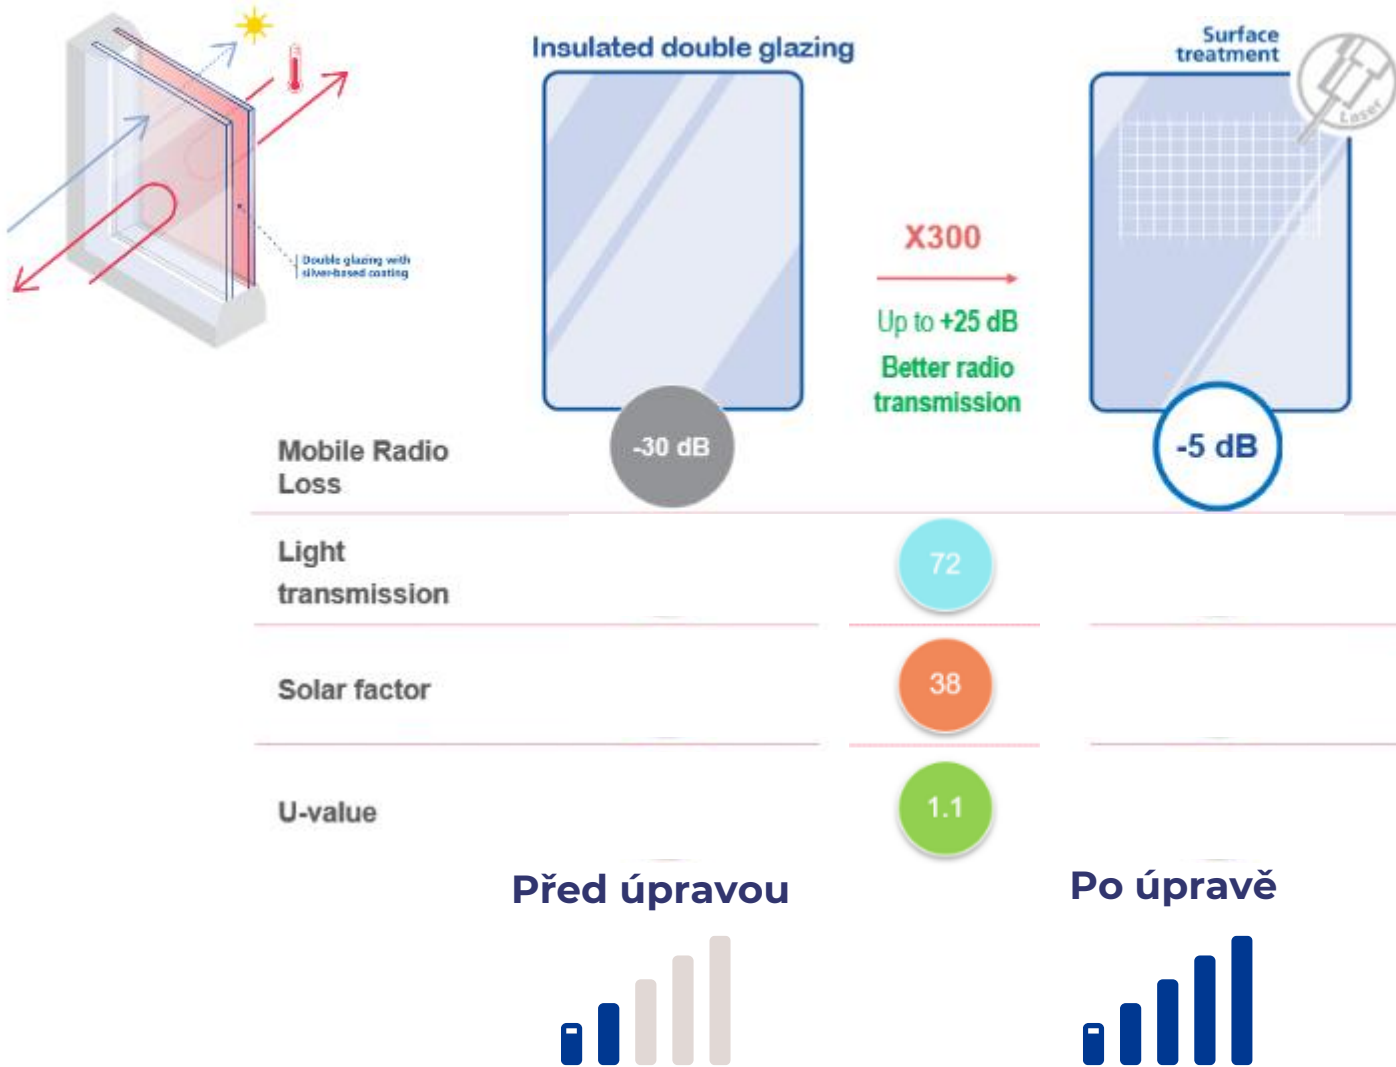 Insulated double glazing
Surface
treatment
Laser
Double glazing with
silver-based coating
X300
Up to +25 dB
Better radio
transmission
Mobile Radio
Loss
-30 dB
-5 dB
Light
transmission
72
Solar factor
38
U-value
1.1
Před úpravou
Po úpravě